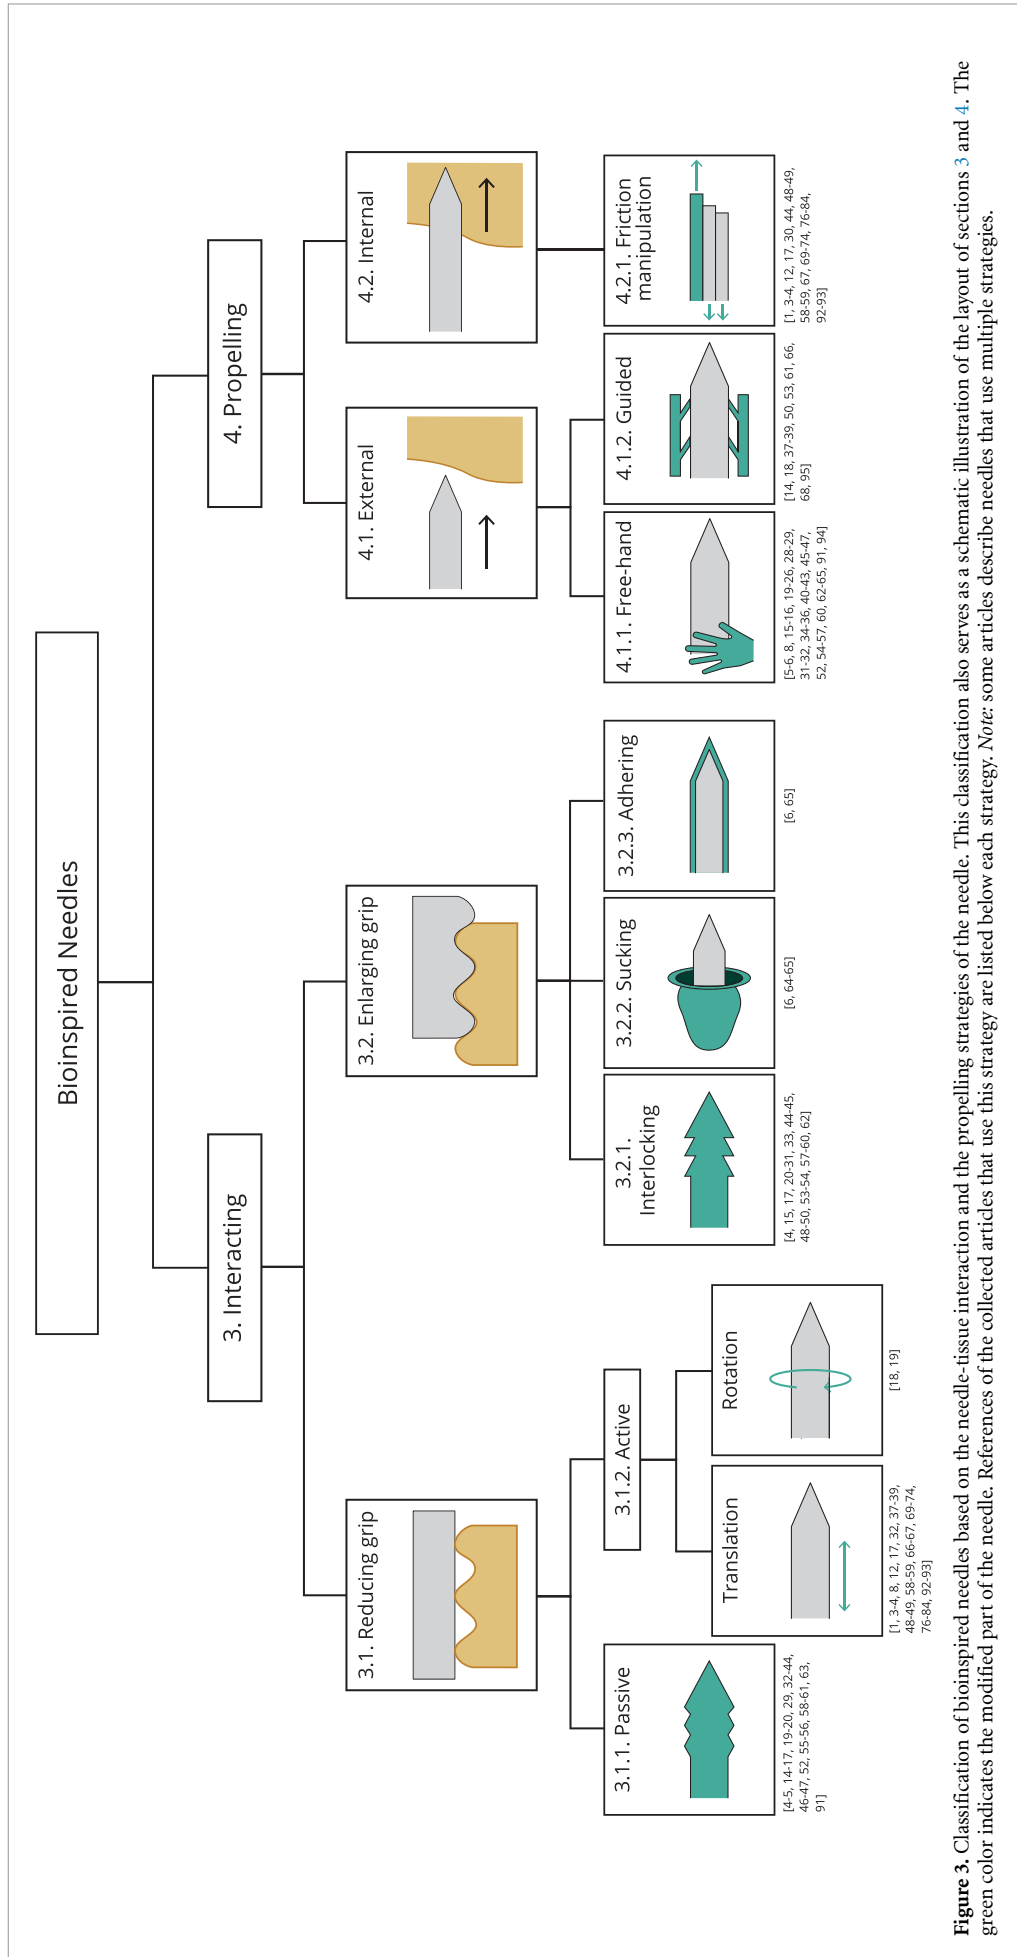 Bioinspired Needles
3. Interacting
4. Propelling
3.1. Reducing grip
3.2. Enlarging grip
4.1. External
4.2. Internal
3.1.1. Passive
[4-5, 14-17, 19-20, 29, 32-44,
46-47, 52, 55-56, 58-61, 63,
91]
3.1.2. Active
Translation
[1, 3-4, 8, 12, 17, 32, 37-39,
48-49, 58-59, 66-67, 69-74,
76-84, 92-93]
Rotation
[18, 19]
3.2.1.
Interlocking
[4, 15, 17, 20-31, 33, 44-45,
48-50, 53-54, 57-60, 62]
3.2.2. Sucking
[6, 64-65]
3.2.3. Adhering
[6, 65]
4.1.1. Free-hand
[5-6, 8, 15-16, 19-26, 28-29,
31-32, 34-36, 40-43, 45-47,
52, 54-57, 60, 62-65, 91, 94]
4.1.2. Guided
[14, 18, 37-39, 50, 53, 61, 66,
68, 95]
4.2.1. Friction
manipulation
[1, 3-4, 12, 17, 30, 44, 48-49,
58-59, 67, 69-74, 76-84,
92-93]
Figure 3. Classification of bioinspired needles based on the needle-tissue interaction and the propelling strategies of the needle. This classification also serves as a schematic illustration of the layout of sections 3 and 4. The
green color indicates the modified part of the needle. References of the collected articles that use this strategy are listed below each strategy. Note: some articles describe needles that use multiple strategies.